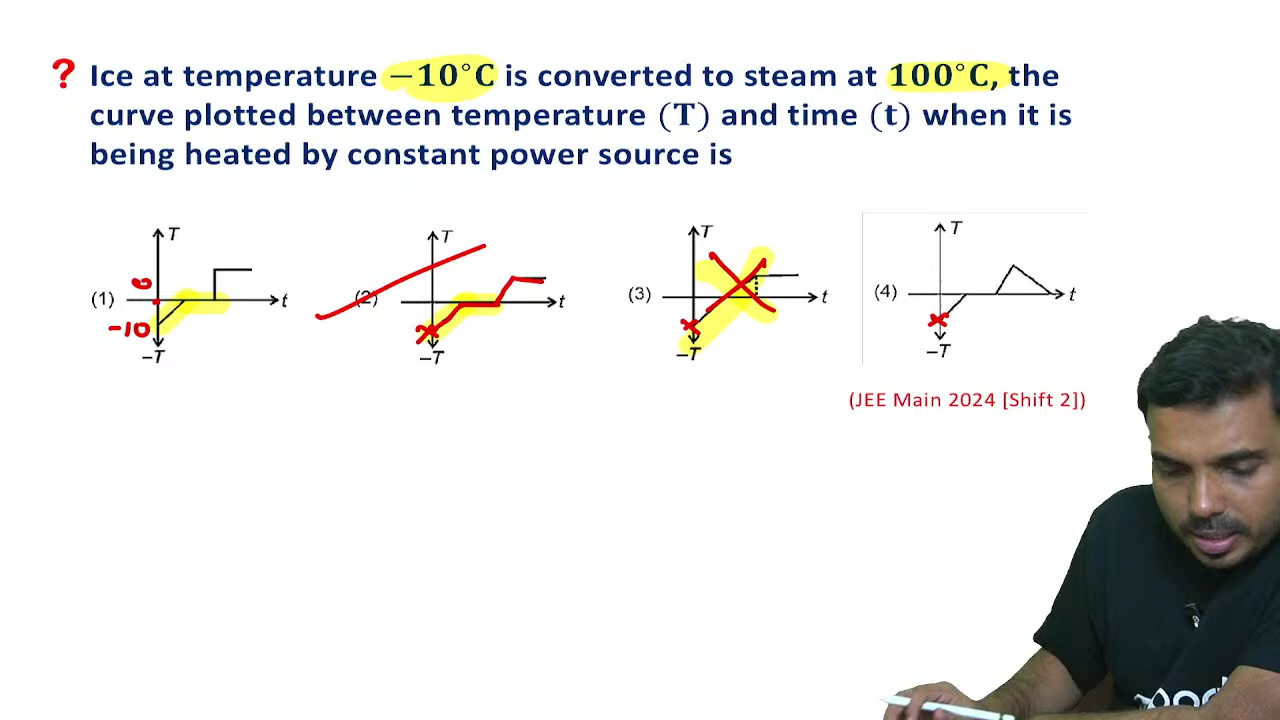 ? Ice at temperature −10°C is converted to steam at 100°C, the
curve plotted between temperature (T) and time (t) when it is
being heated by constant power source is
(1) T t −T 0 −10
(2) T t −T
(3) T t −T
(4) T t −T
(JEE Main 2024 [Shift 2])